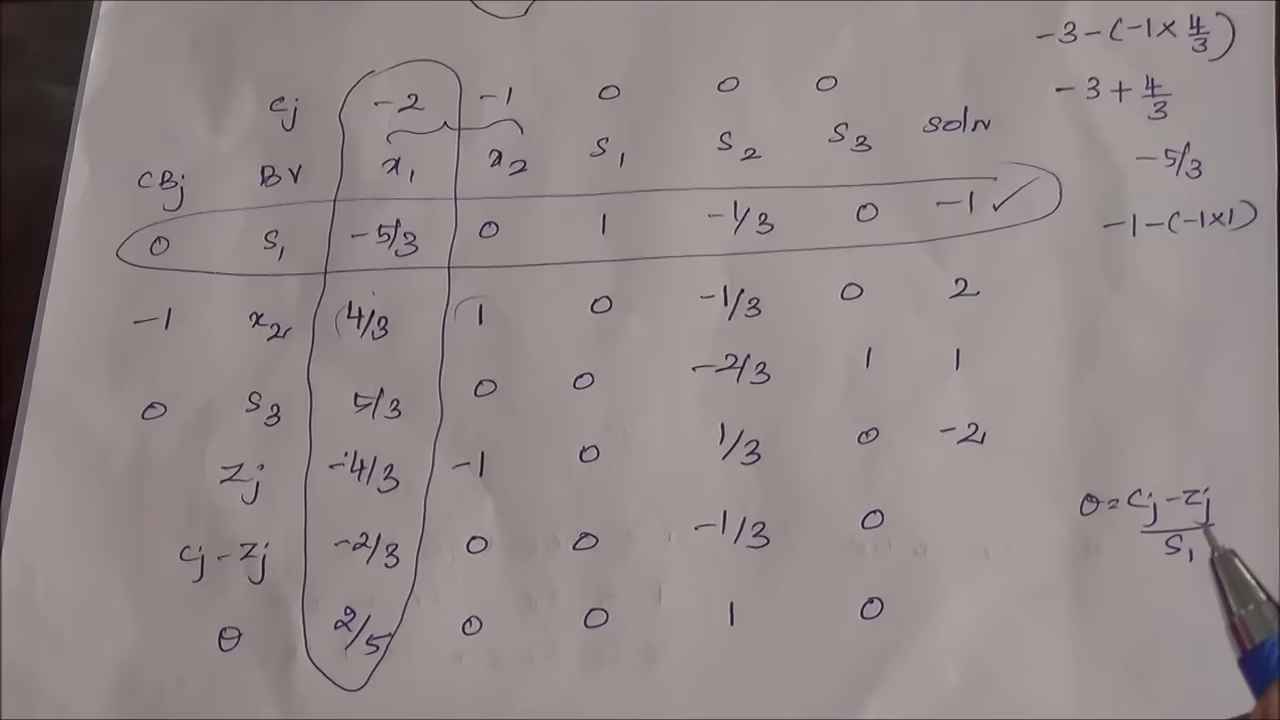 Cj -2 -1 0 0 0
CBj BV x₁ x₂ S₁ S₂ S₃ soln
0 S₁ -5/3 0 1 -1/3 0 -1 ✓
-1 x₂ 4/3 1 0 -1/3 0 2
0 S₃ 5/3 0 0 -2/3 1 1
Zj -4/3 -1 0 1/3 0 -2
Cj - Zj -2/3 0 0 -1/3 0
θ 2/5 0 0 1 0
-3-(-1×4/3)
-3+4/3
-5/3
-1-(-1×1)
θ = Cj-Zj
S₁